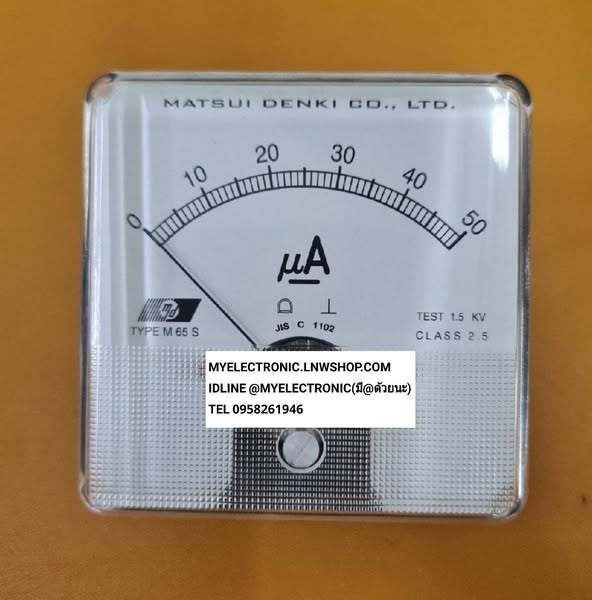 MATSUI DENKI CO., LTD.
0 10 20 30 40 50
µA
md
TYPE M 65 S
JIS C 1102
TEST 1.5 KV
CLASS 2.5
MYELECTRONIC.LNWSHOP.COM
IDLINE @MYELECTRONIC(มี@ด้วยนะ)
TEL 0958261946